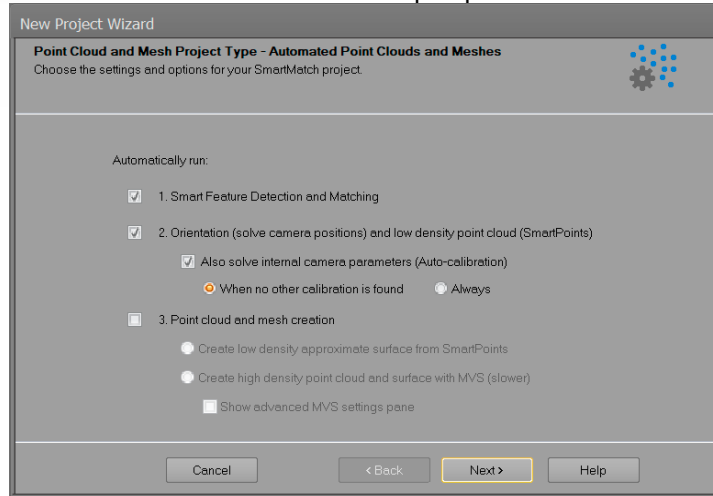 New Project Wizard
Point Cloud and Mesh Project Type - Automated Point Clouds and Meshes
Choose the settings and options for your SmartMatch project.
Automatically run:
1. Smart Feature Detection and Matching
2. Orientation (solve camera positions) and low density point cloud (SmartPoints)
Also solve internal camera parameters (Auto-calibration)
When no other calibration is found Always
3. Point cloud and mesh creation
Create low density approximate surface from SmartPoints
Create high density point cloud and surface with MVS (slower)
Show advanced MVS settings pane
Cancel < Back Next > Help